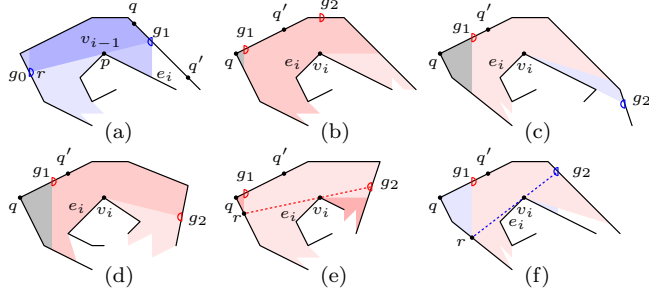 q
q′
g₂
q′
v_{i−1}
g₁
g₁
g₁
q
e_i
v_i
q
e_i
v_i
g₀
r
p
e_i
q′
g₂
(a)
(b)
(c)
q′
q′
q′
g₂
g₁
g₁
g₂
g₁
q
e_i
v_i
g₂
q
r
e_i
v_i
q
r
e_i
v_i
(d)
(e)
(f)